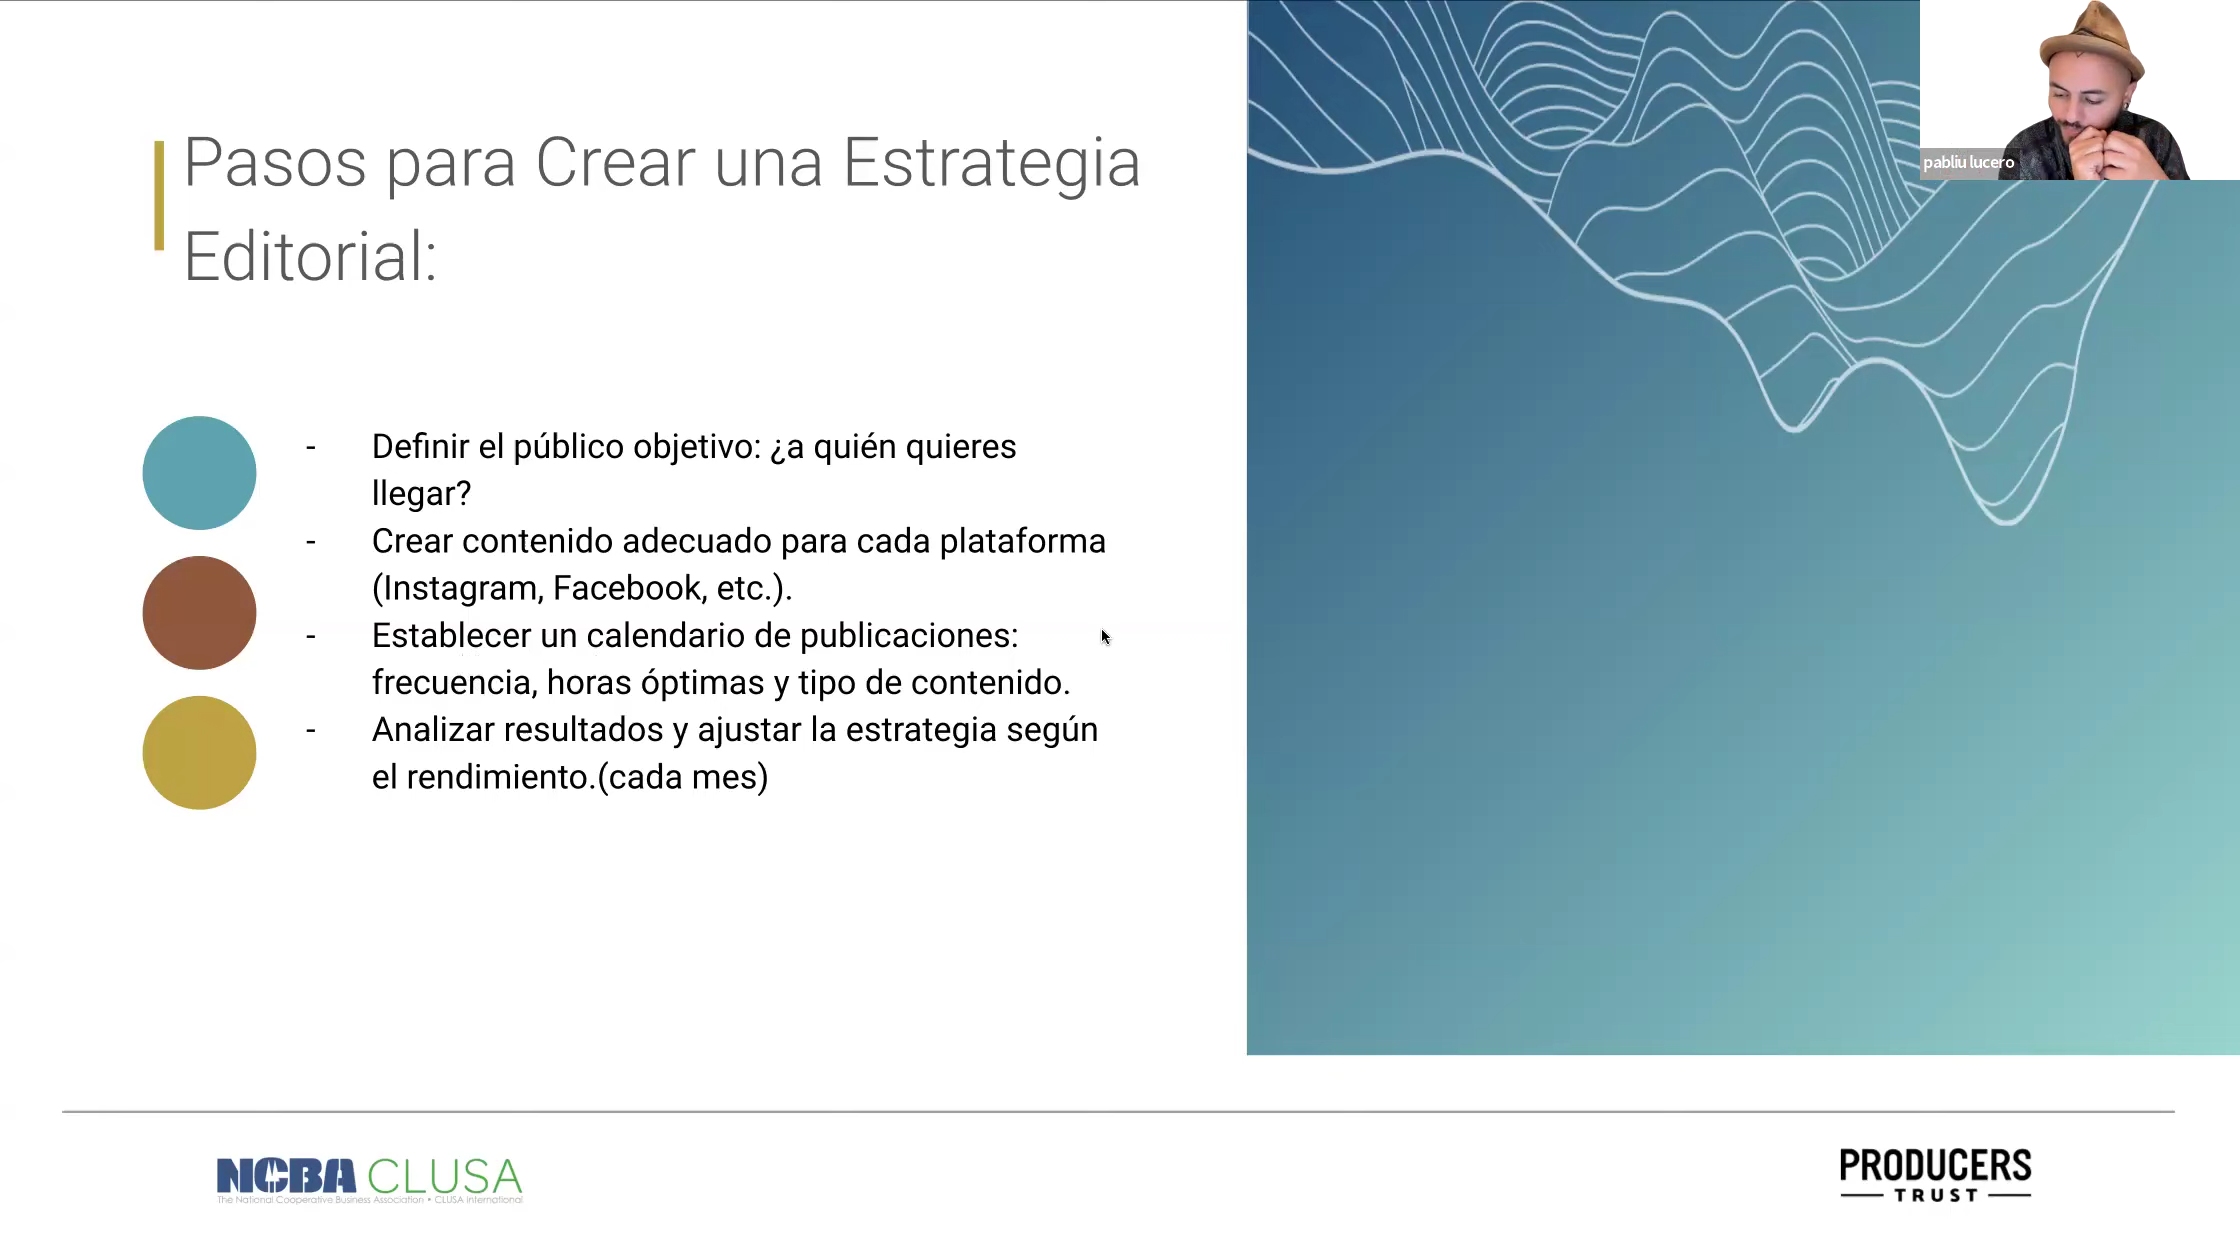 Pasos para Crear una Estrategia
Editorial:
pabliu lucero
- Definir el público objetivo: ¿a quién quieres
llegar?
- Crear contenido adecuado para cada plataforma
(Instagram, Facebook, etc.).
- Establecer un calendario de publicaciones:
frecuencia, horas óptimas y tipo de contenido.
- Analizar resultados y ajustar la estrategia según
el rendimiento.(cada mes)
NCBA CLUSA
The National Cooperative Business Association • CLUSA International
PRODUCERS
TRUST